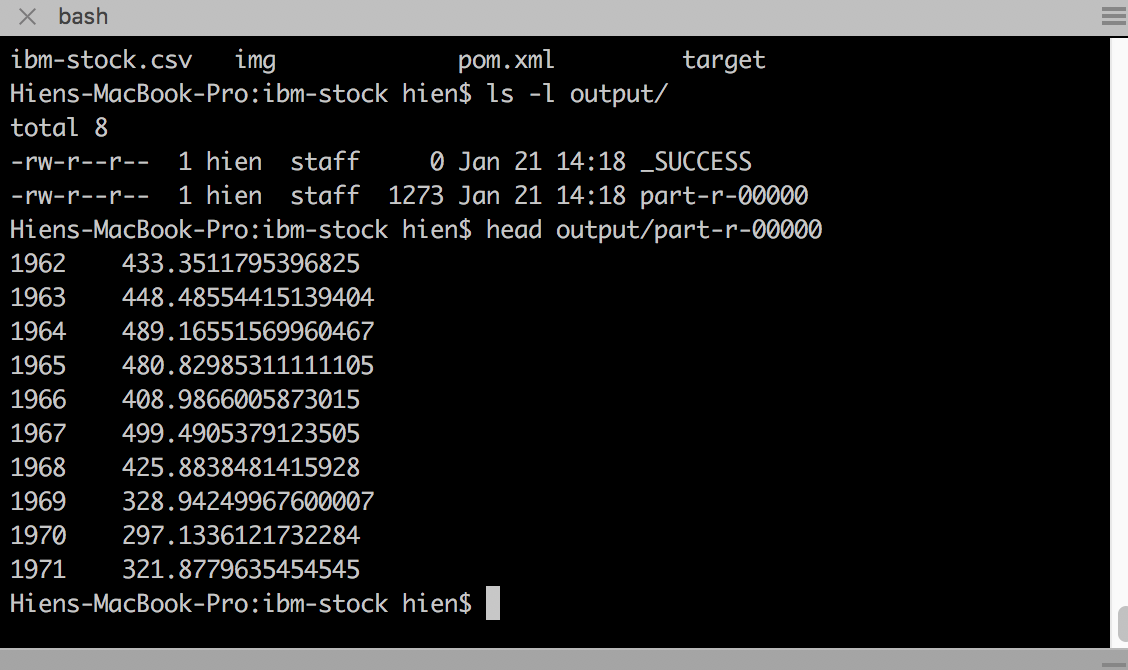 bash
ibm-stock.csv   img             pom.xml         target
Hiens-MacBook-Pro:ibm-stock hien$ ls -l output/
total 8
-rw-r--r--  1 hien  staff     0 Jan 21 14:18 _SUCCESS
-rw-r--r--  1 hien  staff  1273 Jan 21 14:18 part-r-00000
Hiens-MacBook-Pro:ibm-stock hien$ head output/part-r-00000
1962    433.3511795396825
1963    448.48554415139404
1964    489.16551569960467
1965    480.82985311111105
1966    408.9866005873015
1967    499.4905379123505
1968    425.8838481415928
1969    328.94249967600007
1970    297.1336121732284
1971    321.8779635454545
Hiens-MacBook-Pro:ibm-stock hien$